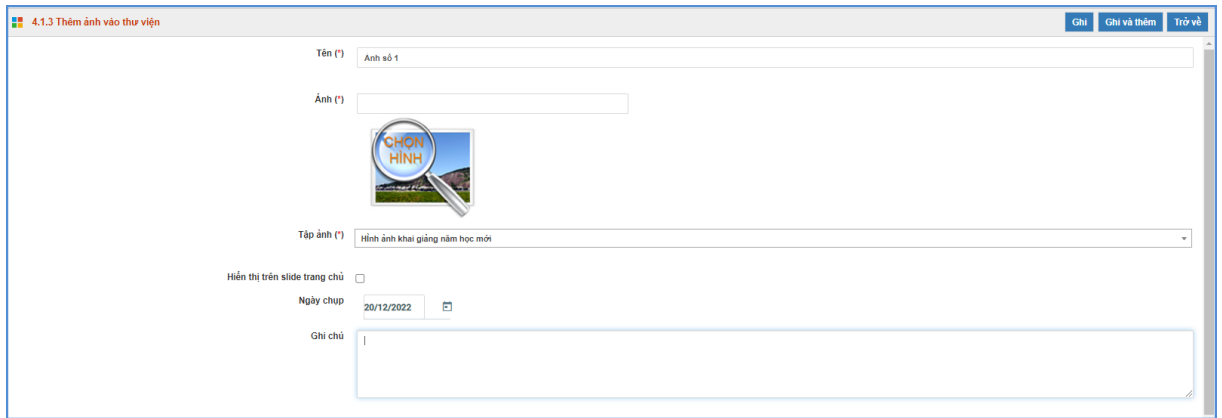 4.1.3 Thêm ảnh vào thư viện
Ghi
Ghi và thêm
Trở về
Tên (*)
Anh số 1
Ảnh (*)
CHỌN
HÌNH
Tập ảnh (*)
Hình ảnh khai giảng năm học mới
Hiển thị trên slide trang chủ
Ngày chụp
20/12/2022
Ghi chú